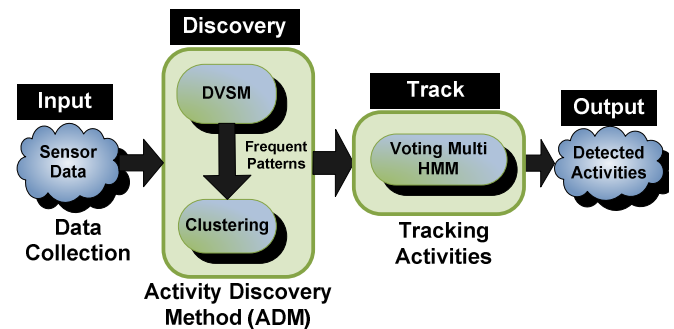 Input
Sensor
Data
Data
Collection
Discovery
DVSM
Frequent
Patterns
Clustering
Activity Discovery
Method (ADM)
Track
Voting Multi
HMM
Tracking
Activities
Output
Detected
Activities